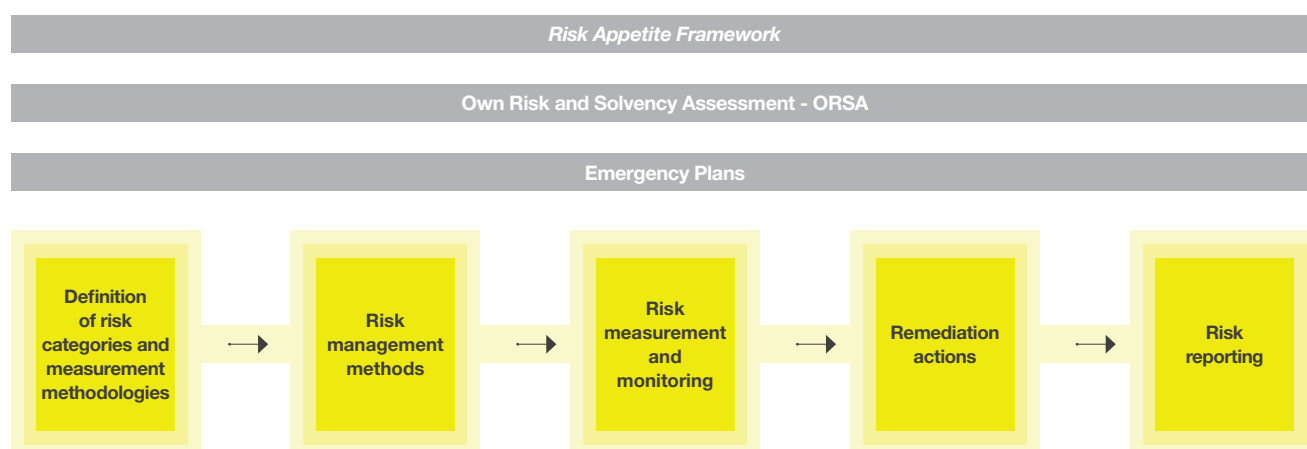 Risk Appetite Framework
Own Risk and Solvency Assessment - ORSA
Emergency Plans
Definition
of risk
categories and
measurement
methodologies
Risk
management
methods
Risk
measurement
and
monitoring
Remediation
actions
Risk
reporting